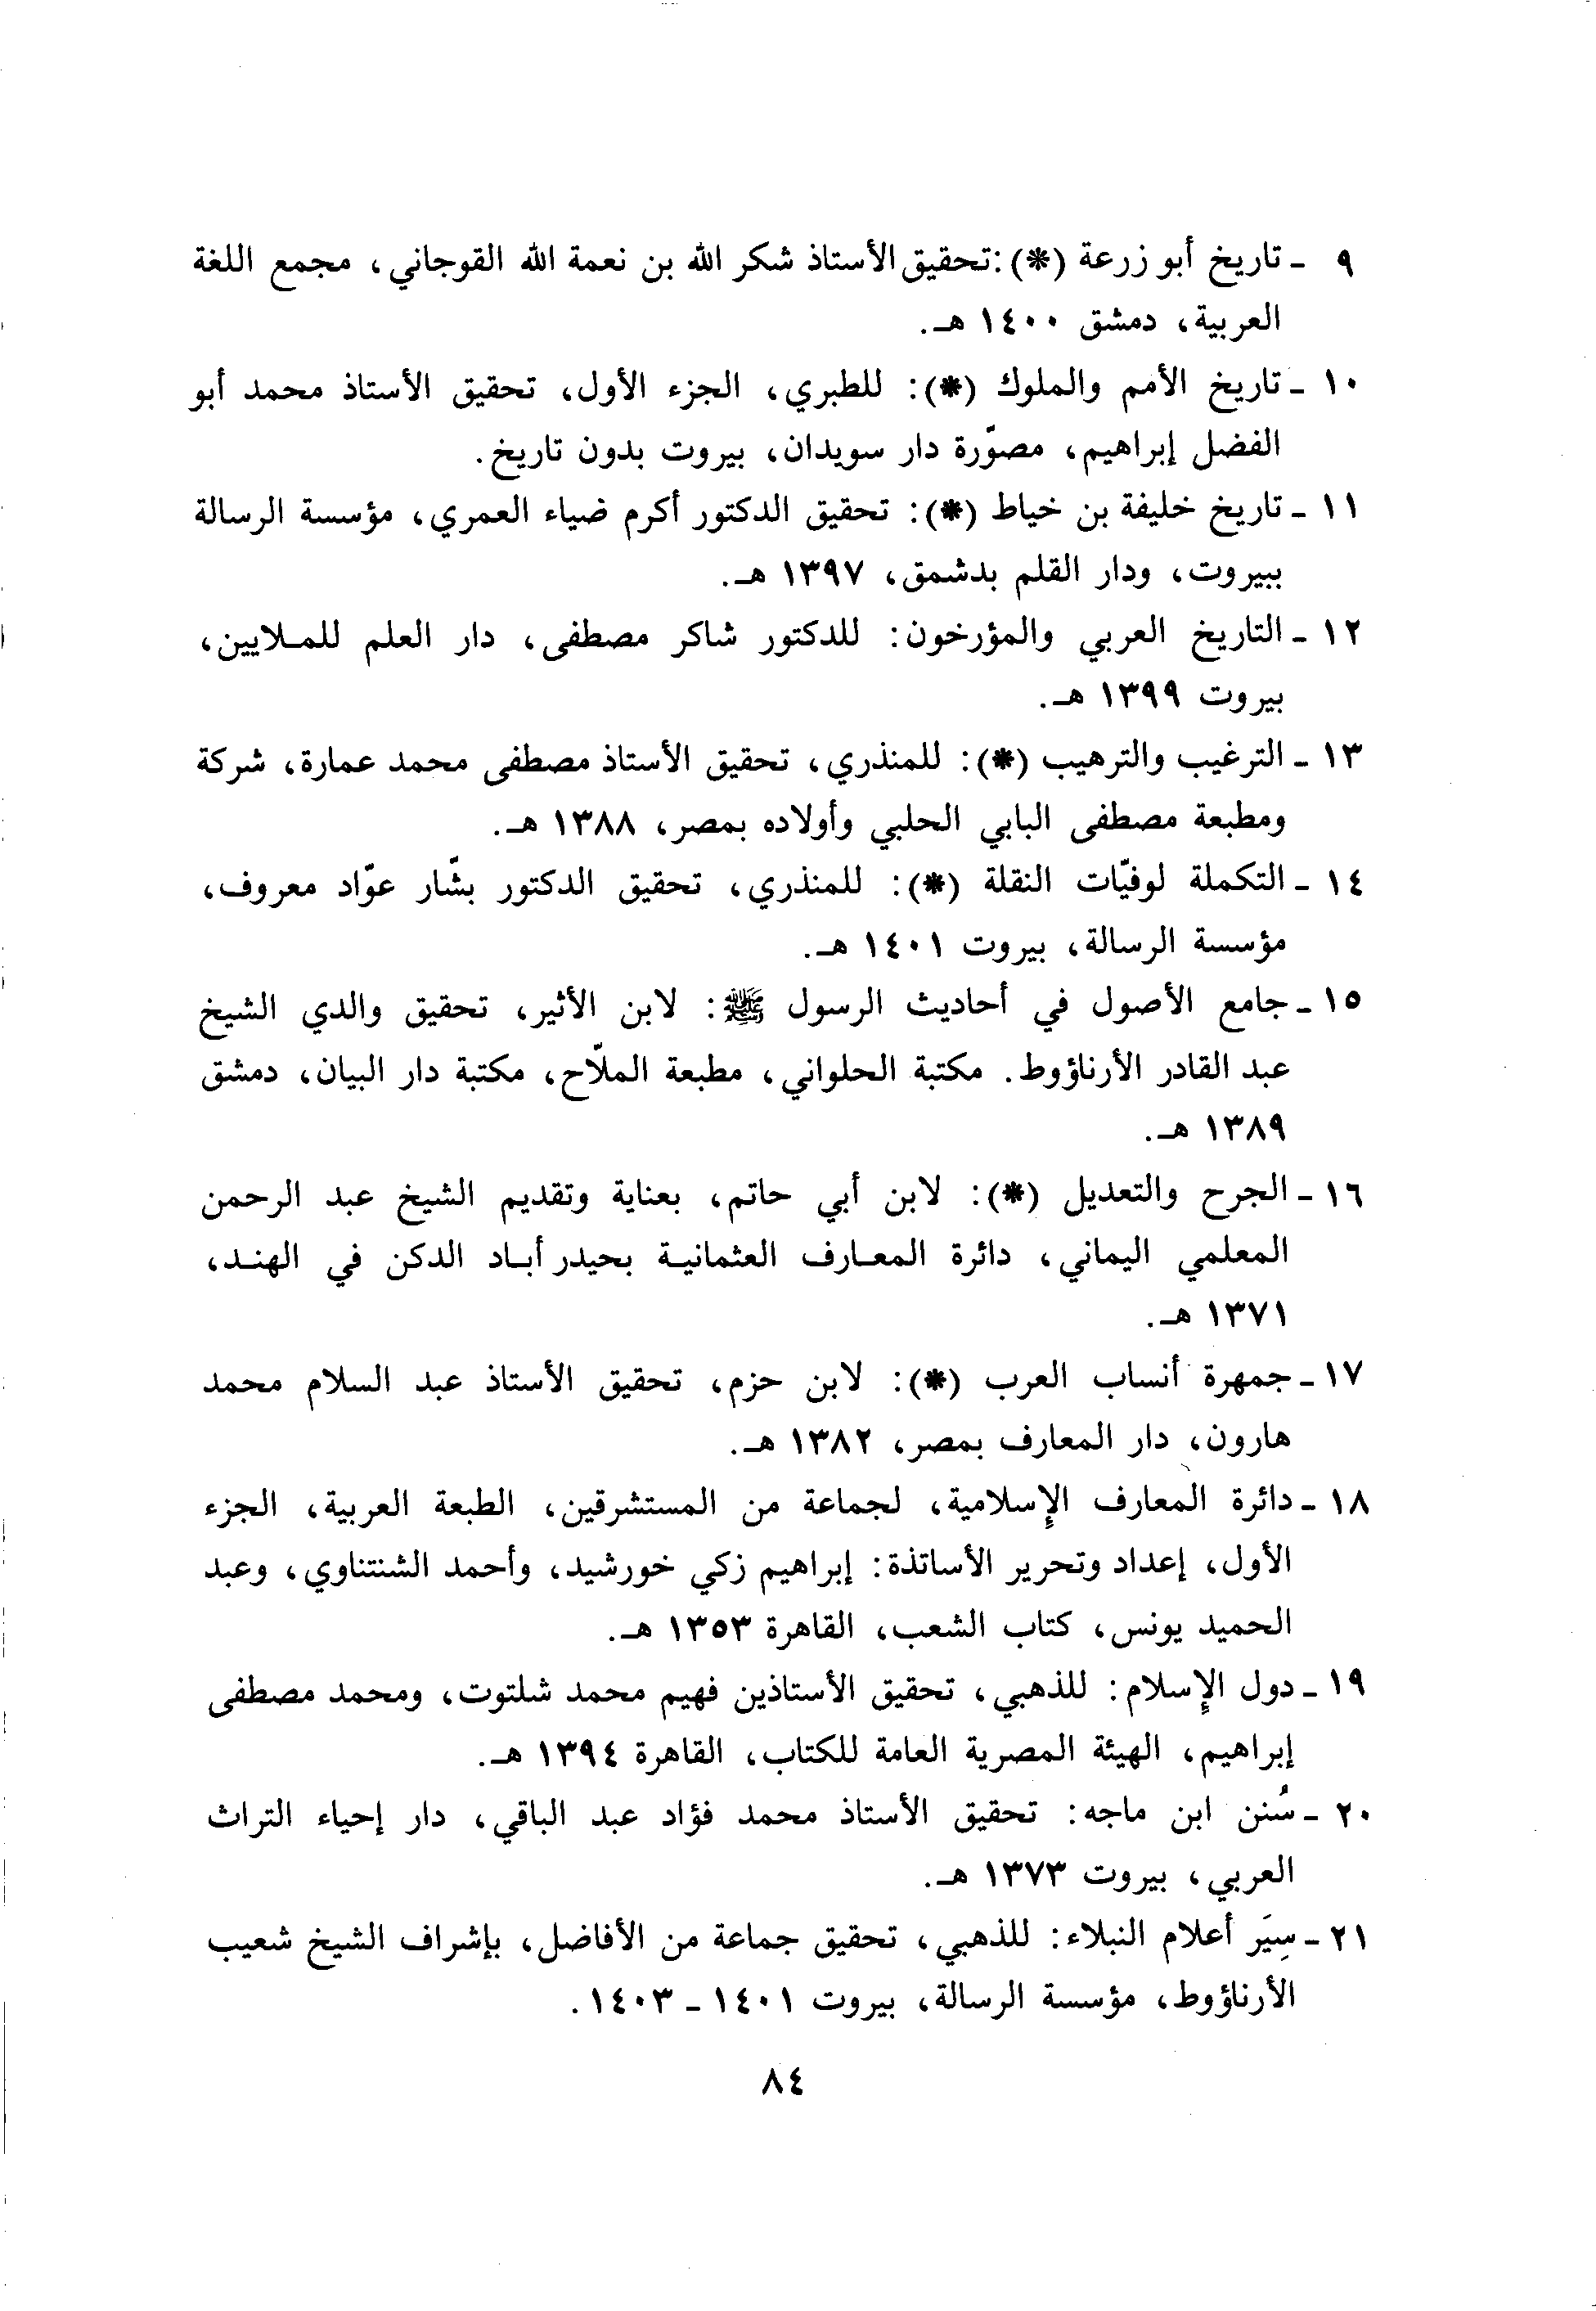 ٩ ـ تاريخ أبو زرعة (*): تحقيق الأستاذ شكر الله بن نعمة الله القوجاني، مجمع اللغة
العربية، دمشق ١٤٠٠ هـ.
١٠ ـ تاريخ الأمم والملوك (*): للطبري، الجزء الأول، تحقيق الأستاذ محمد أبو
الفضل إبراهيم، مصوّرة دار سويدان، بيروت بدون تاريخ.
١١ ـ تاريخ خليفة بن خياط (*): تحقيق الدكتور أكرم ضياء العمري، مؤسسة الرسالة
ببيروت، ودار القلم بدشمق، ١٣٩٧ هـ.
١٢ ـ التاريخ العربي والمؤرخون: للدكتور شاكر مصطفى، دار العلم للملايين،
بيروت ١٣٩٩ هـ.
١٣ ـ الترغيب والترهيب (*): للمنذري، تحقيق الأستاذ مصطفى محمد عمارة، شركة
ومطبعة مصطفى البابي الحلبي وأولاده بمصر، ١٣٨٨ هـ.
١٤ ـ التكملة لوفيّات النقلة (*): للمنذري، تحقيق الدكتور بشّار عوّاد معروف،
مؤسسة الرسالة، بيروت ١٤٠١ هـ.
١٥ ـ جامع الأصول في أحاديث الرسول ﷺ: لابن الأثير، تحقيق والدي الشيخ
عبد القادر الأرناؤوط. مكتبة الحلواني، مطبعة الملاّح، مكتبة دار البيان، دمشق
١٣٨٩ هـ.
١٦ ـ الجرح والتعديل (*): لابن أبي حاتم، بعناية وتقديم الشيخ عبد الرحمن
المعلمي اليماني، دائرة المعارف العثمانية بحيدر أباد الدكن في الهند،
١٣٧١ هـ.
١٧ ـ جمهرة أنساب العرب (*): لابن حزم، تحقيق الأستاذ عبد السلام محمد
هارون، دار المعارف بمصر، ١٣٨٢ هـ.
١٨ ـ دائرة المعارف الإسلامية، لجماعة من المستشرقين، الطبعة العربية، الجزء
الأول، إعداد وتحرير الأساتذة: إبراهيم زكي خورشيد، وأحمد الشنتناوي، وعبد
الحميد يونس، كتاب الشعب، القاهرة ١٣٥٣ هـ.
١٩ ـ دول الإسلام: للذهبي، تحقيق الأستاذين فهيم محمد شلتوت، ومحمد مصطفى
إبراهيم، الهيئة المصرية العامة للكتاب، القاهرة ١٣٩٤ هـ.
٢٠ ـ سُنن ابن ماجه: تحقيق الأستاذ محمد فؤاد عبد الباقي، دار إحياء التراث
العربي، بيروت ١٣٧٣ هـ.
٢١ ـ سِيَر أعلام النبلاء: للذهبي، تحقيق جماعة من الأفاضل، بإشراف الشيخ شعيب
الأرناؤوط، مؤسسة الرسالة، بيروت ١٤٠١ ـ ١٤٠٣.
٨٤